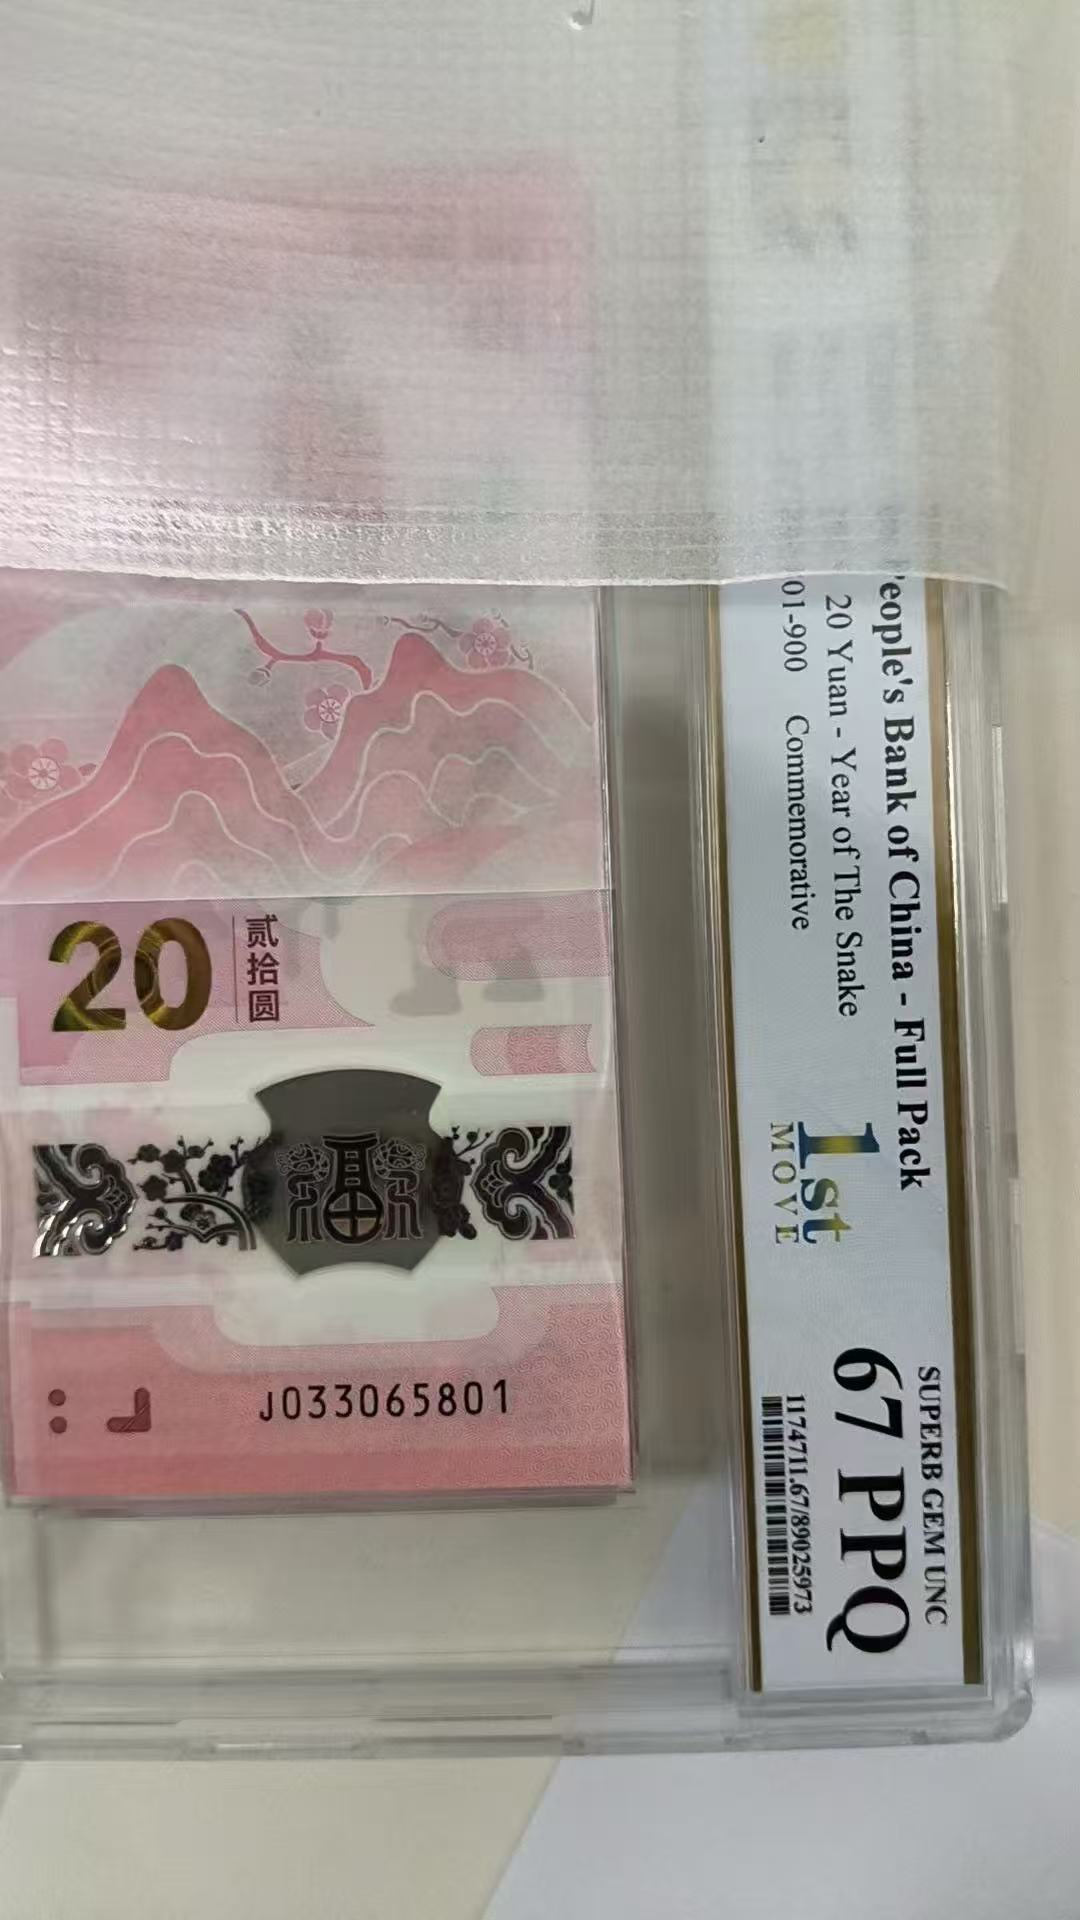 People's Bank of China - Full Pack
20 Yuan - Year of The Snake
01-900 Commemorative
1st
MOVE
SUPERB GEM UNC
67 PPQ
1174711.67/89025973
20
贰拾圆
J033065801